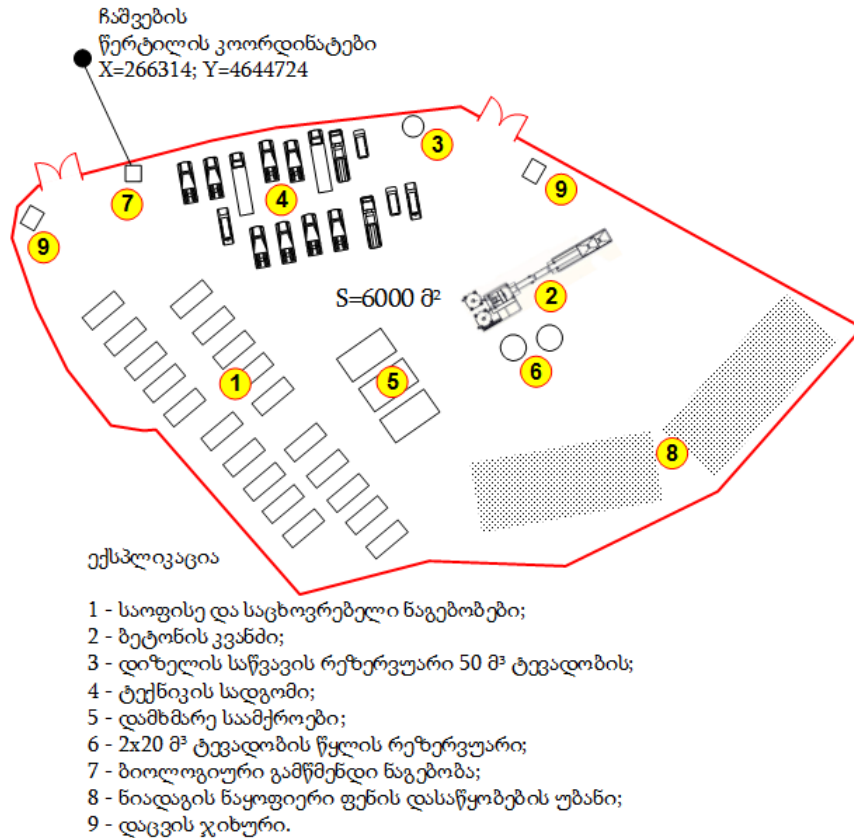 ჩაშვების
წერტილის კოორდინატები
X=266314; Y=4644724
3
7
4
9
9
S=6000 მ²
2
1
5
6
8
ექსპლიკაცია
1 - საოფისე და საცხოვრებელი ნაგებობები;
2 - ბეტონის კვანძი;
3 - დიზელის საწვავის რეზერვუარი 50 მ³ ტევადობის;
4 - ტექნიკის სადგომი;
5 - დამხმარე საამქროები;
6 - 2x20 მ³ ტევადობის წყლის რეზერვუარი;
7 - ბიოლოგიური გამწმენდი ნაგებობა;
8 - ნიადაგის ნაყოფიერი ფენის დასაწყობების უბანი;
9 - დაცვის ჯიხური.